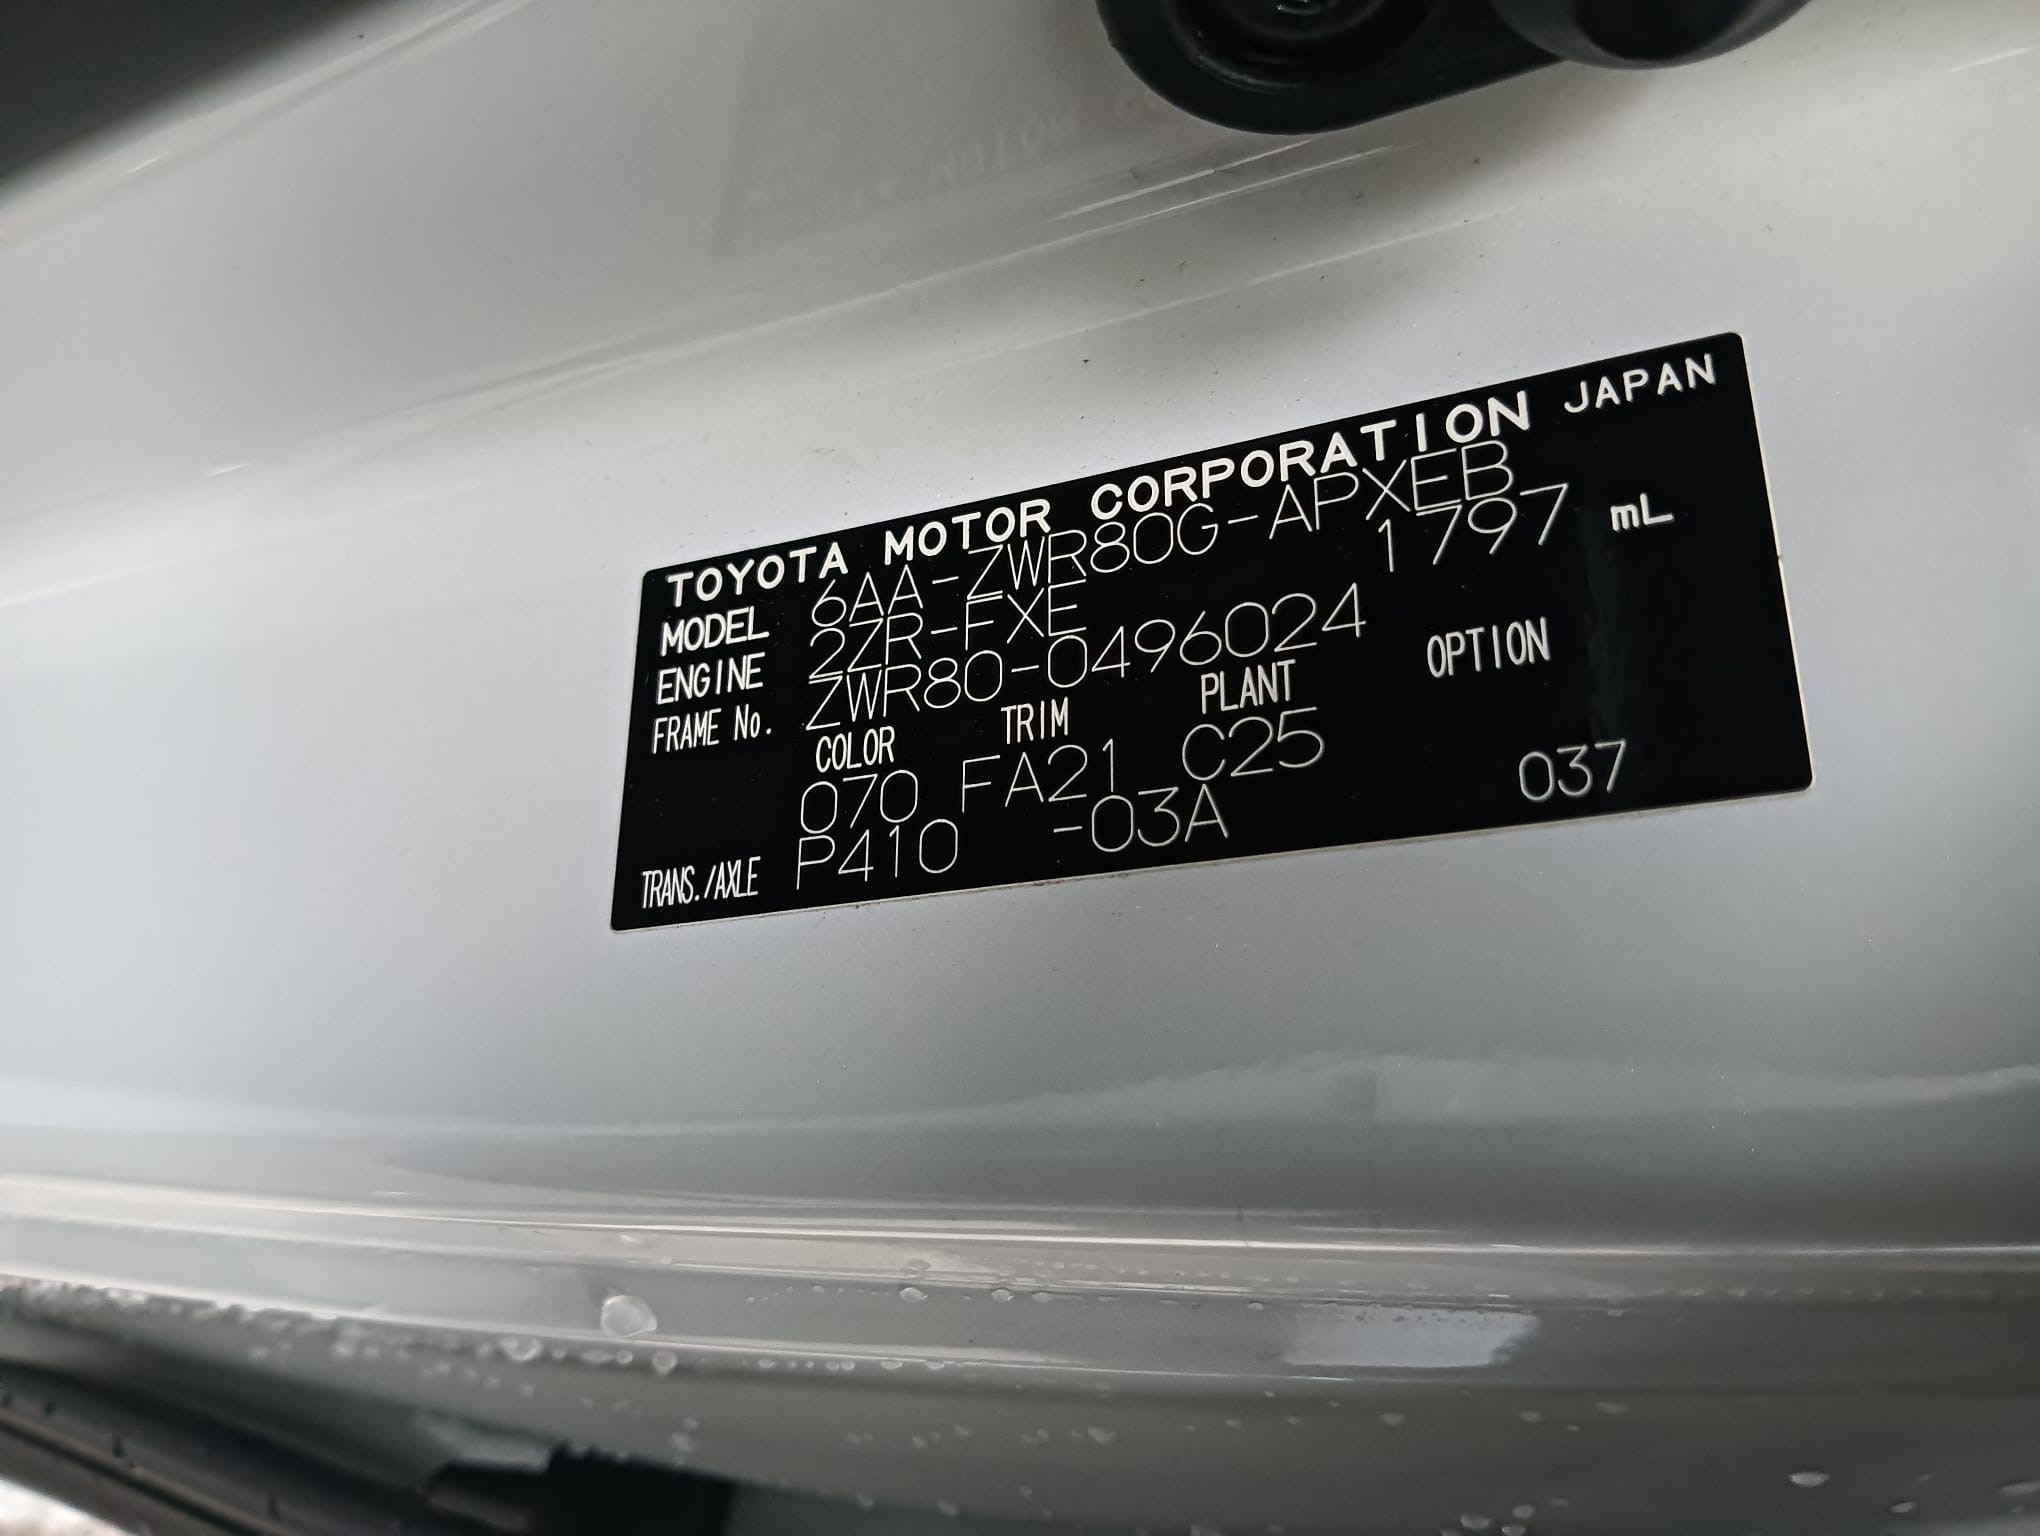 TOYOTA MOTOR CORPORATION JAPAN
MODEL 6AA-ZWR80G-APXEB
ENGINE 2ZR-FXE 1797 mL
FRAME No. ZWR80-0496024
COLOR TRIM PLANT OPTION
070 FA21 C25 037
TRANS./AXLE P410 -03A